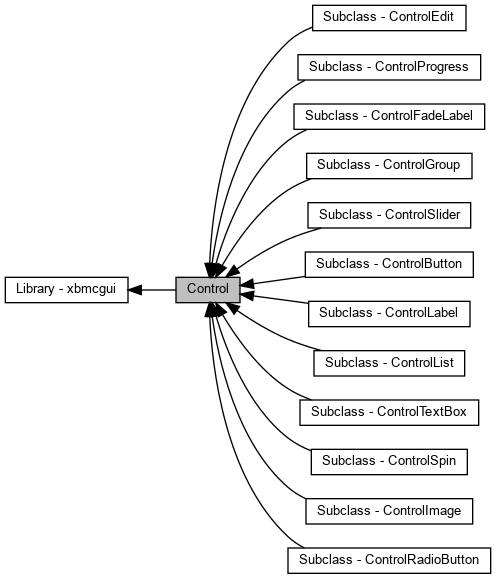 Subclass - ControlEdit
Subclass - ControlProgress
Subclass - ControlFadeLabel
Subclass - ControlGroup
Subclass - ControlSlider
Subclass - ControlButton
Library - xbmcgui
Control
Subclass - ControlLabel
Subclass - ControlList
Subclass - ControlTextBox
Subclass - ControlSpin
Subclass - ControlImage
Subclass - ControlRadioButton